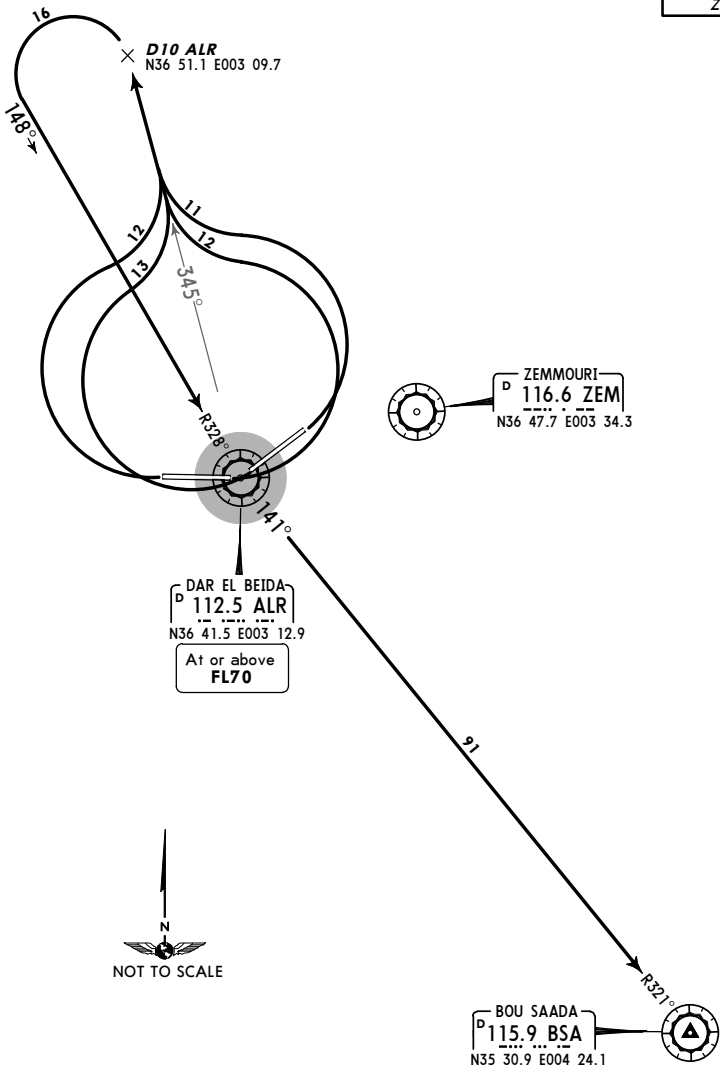 Z
16
D10 ALR
N36 51.1 E003 09.7
148°
11
12
12
13
345°
ZEMMOURI
D 116.6 ZEM
N36 47.7 E003 34.3
R328°
141°
DAR EL BEIDA
D 112.5 ALR
N36 41.5 E003 12.9
At or above
FL70
91
N
NOT TO SCALE
R321°
BOU SAADA
D 115.9 BSA
N35 30.9 E004 24.1